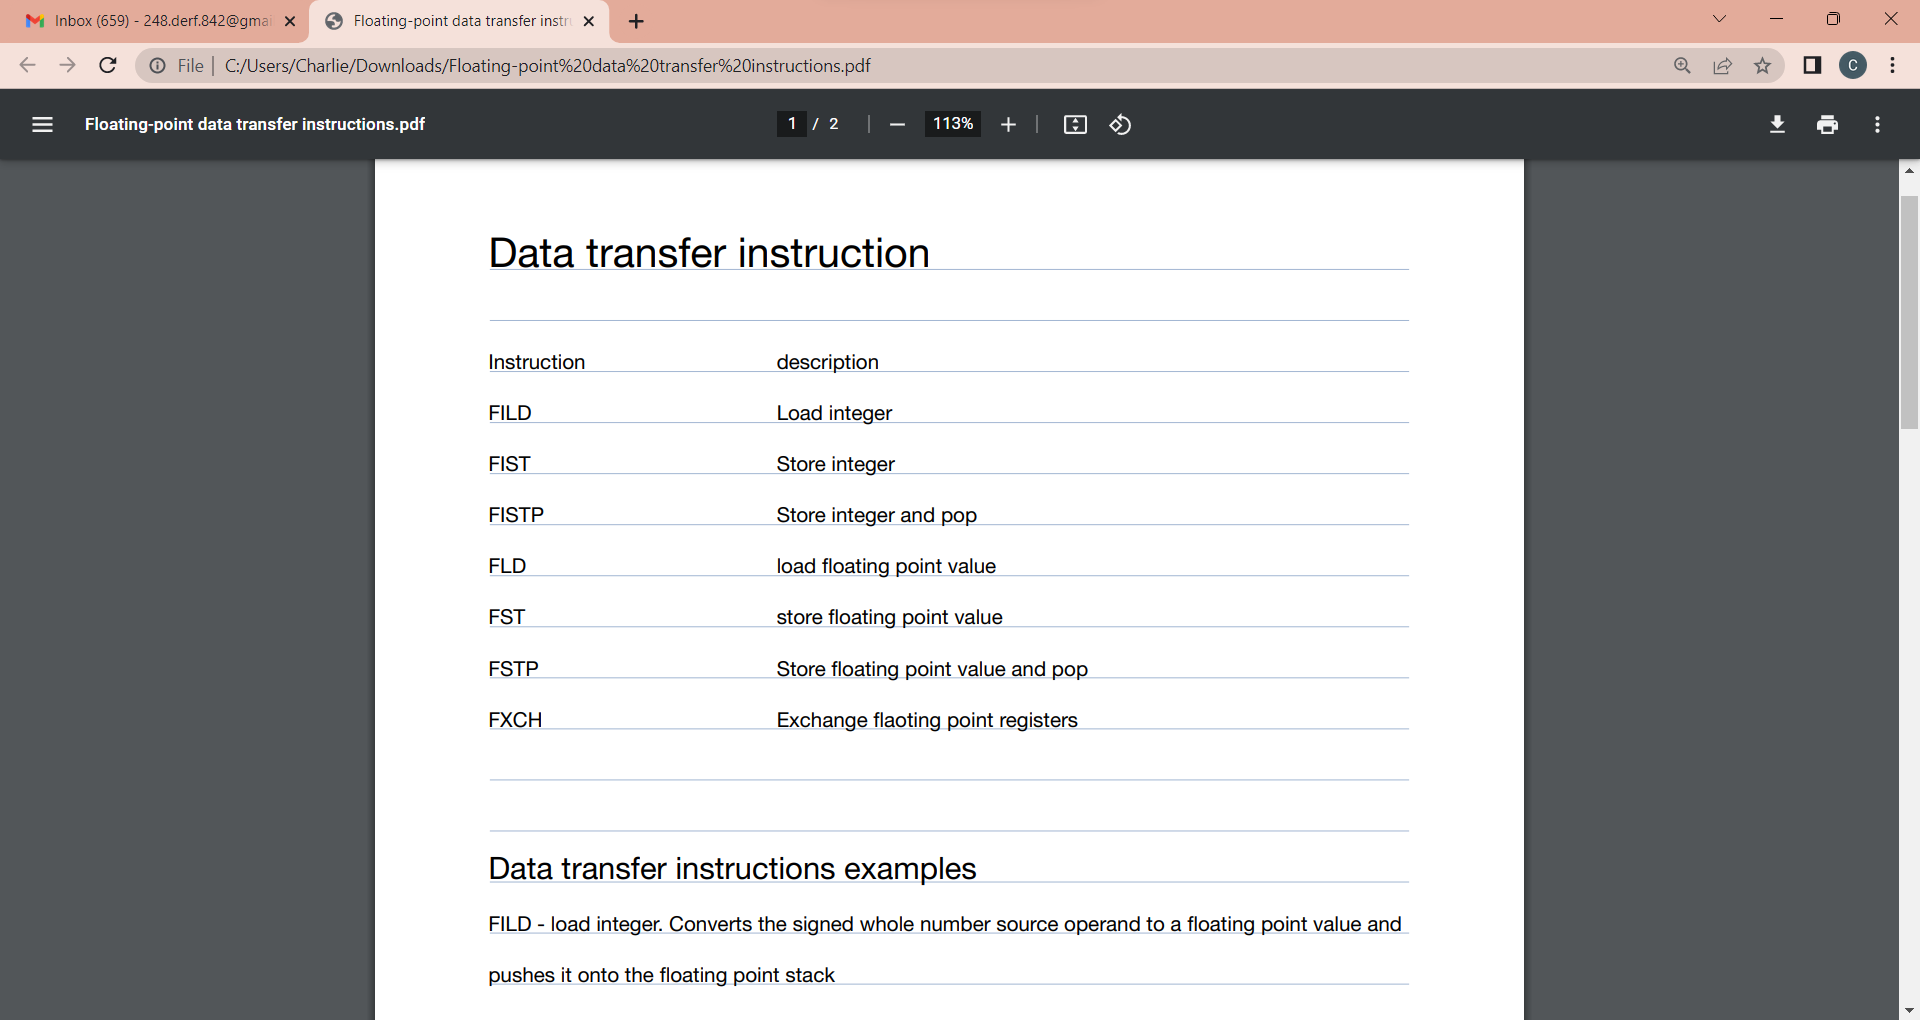 Inbox (659) - 248.derf.842@gmai
Floating-point data transfer instr
File
C:/Users/Charlie/Downloads/Floating-point%20data%20transfer%20instructions.pdf
C
Floating-point data transfer instructions.pdf
1 / 2
113%
Data transfer instruction
Instruction description
FILD Load integer
FIST Store integer
FISTP Store integer and pop
FLD load floating point value
FST store floating point value
FSTP Store floating point value and pop
FXCH Exchange flaoting point registers
Data transfer instructions examples
FILD - load integer. Converts the signed whole number source operand to a floating point value and
pushes it onto the floating point stack